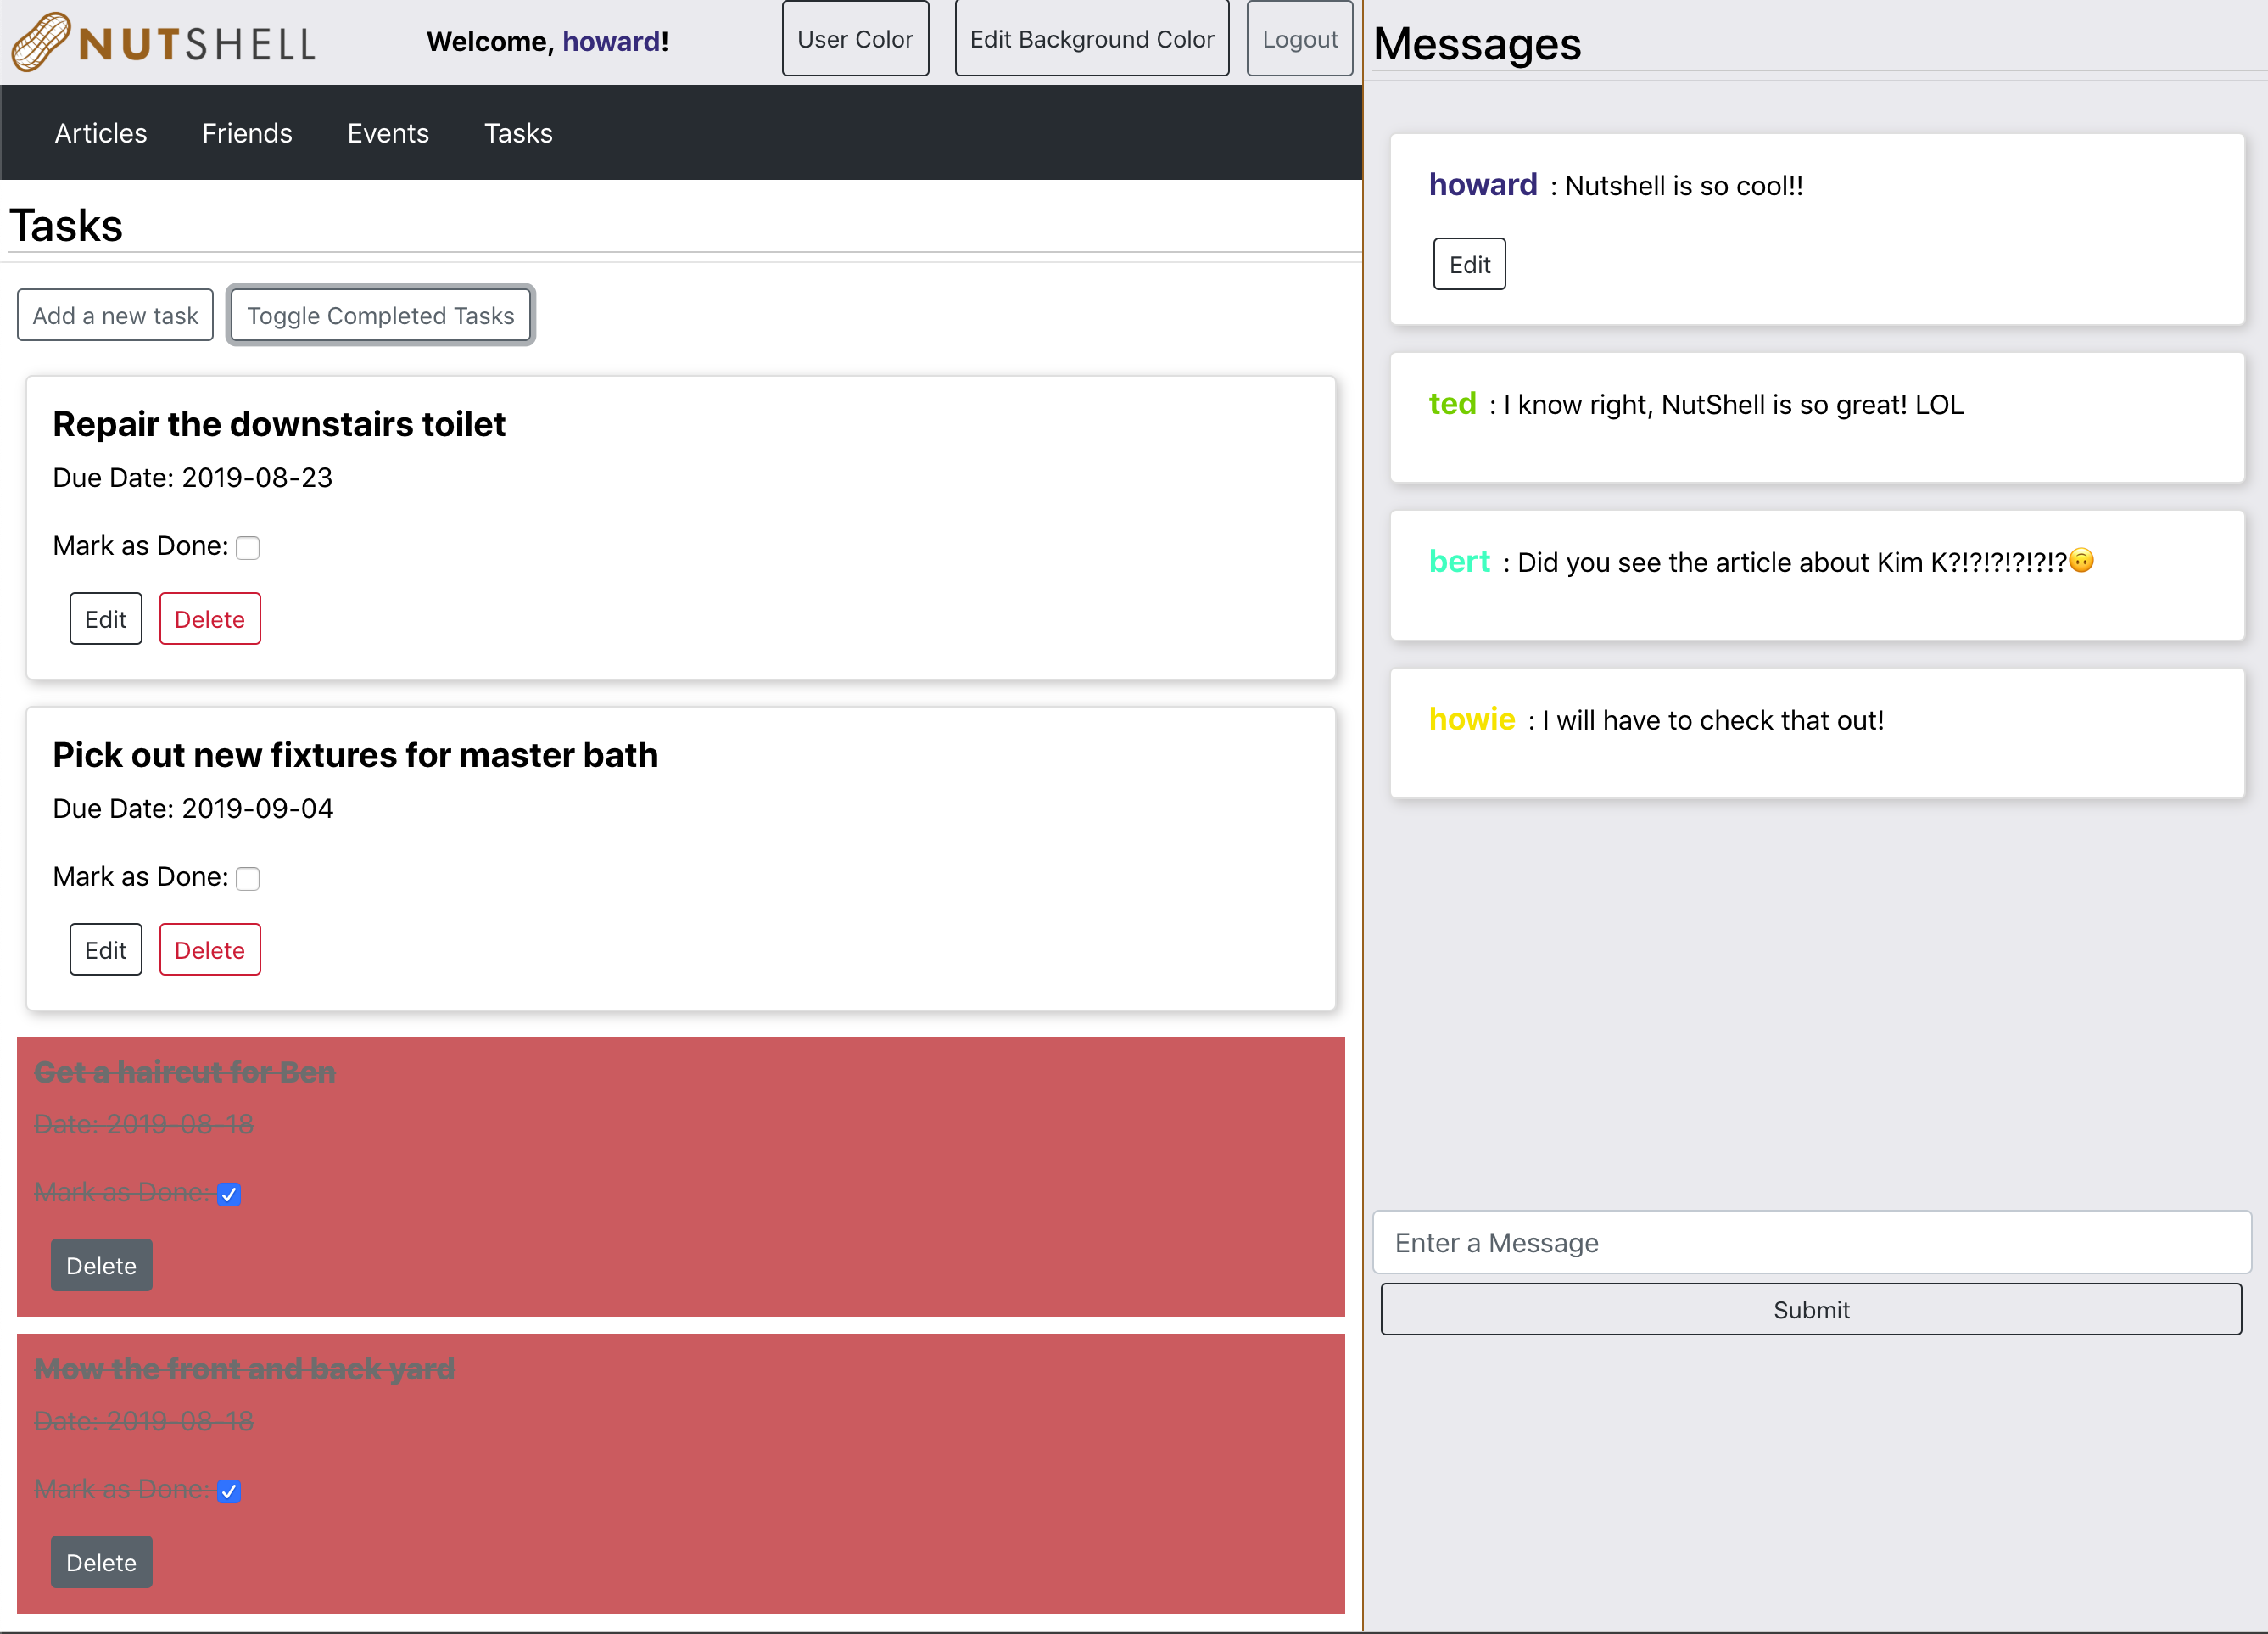 NUTSHELL
Welcome, howard!
User Color
Edit Background Color
Logout
Articles
Friends
Events
Tasks
Tasks
Add a new task
Toggle Completed Tasks
Repair the downstairs toilet
Due Date: 2019-08-23
Mark as Done:
Edit
Delete
Pick out new fixtures for master bath
Due Date: 2019-09-04
Mark as Done:
Edit
Delete
Get a haircut for Ben
Date: 2019-08-18
Mark as Done:
Delete
Mow the front and back yard
Date: 2019-08-18
Mark as Done:
Delete
Messages
howard : Nutshell is so cool!!
Edit
ted : I know right, NutShell is so great! LOL
bert : Did you see the article about Kim K?!?!?!?!?!?🙃
howie : I will have to check that out!
Enter a Message
Submit